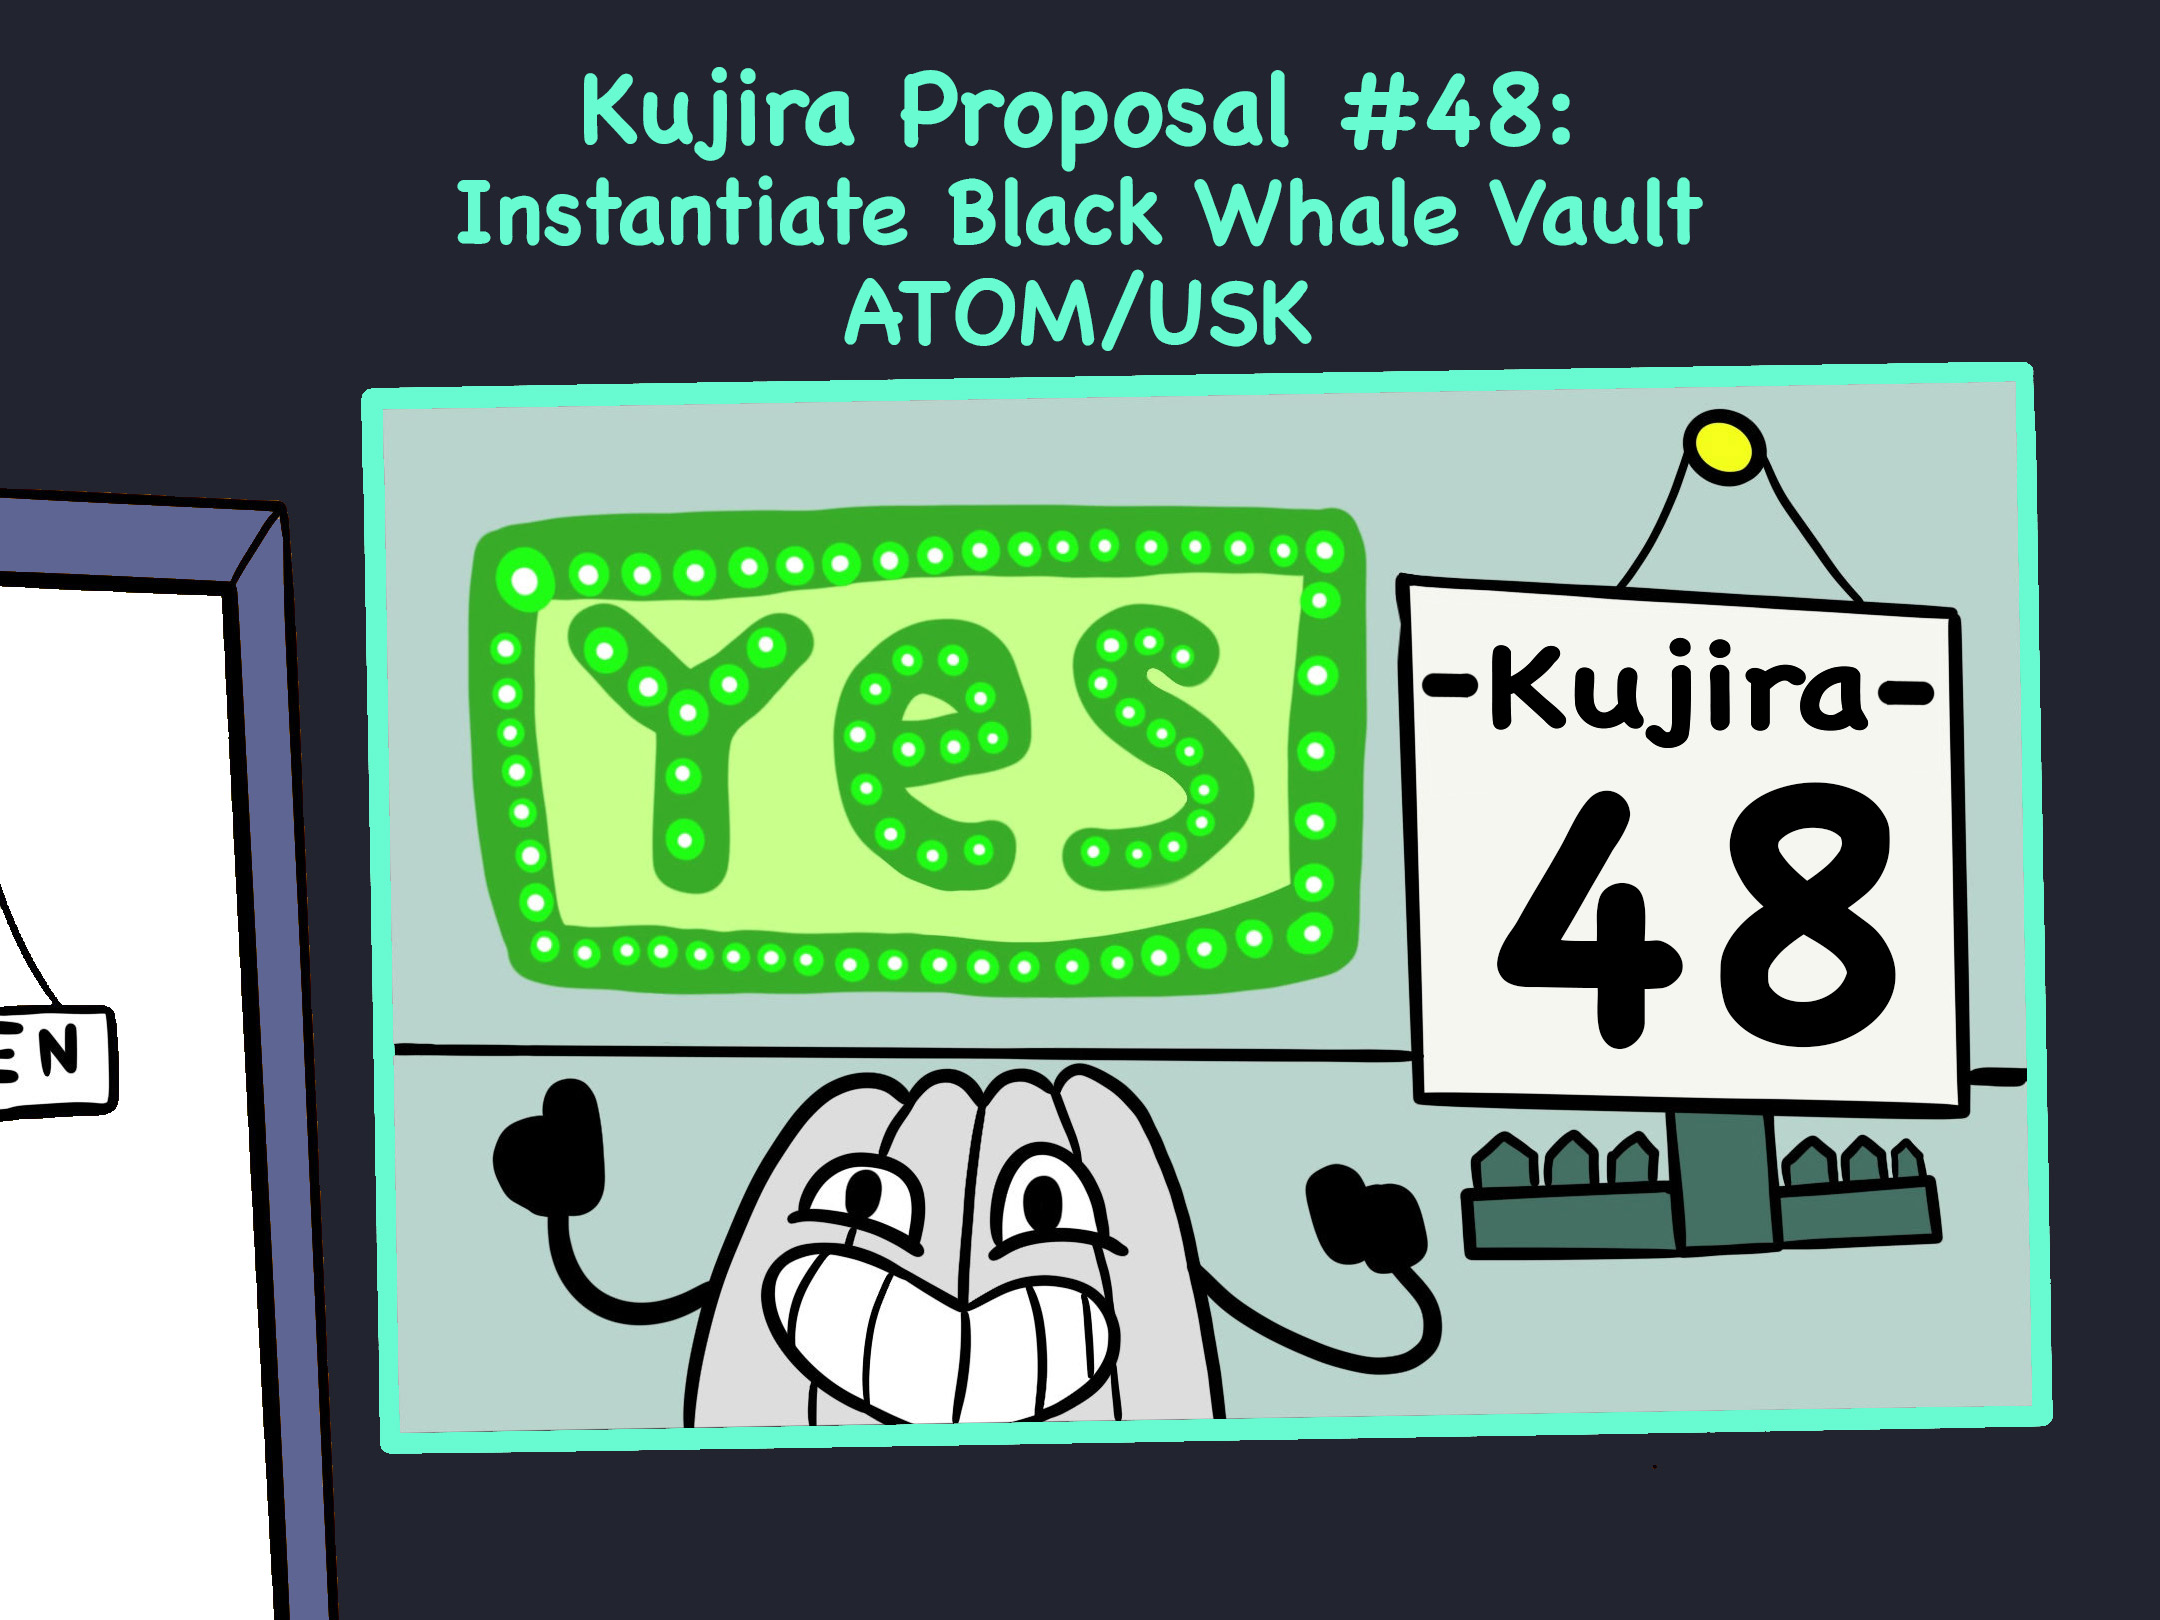 Kujira Proposal #48:
Instantiate Black Whale Vault
ATOM/USK
Yes
-Kujira-
48
N